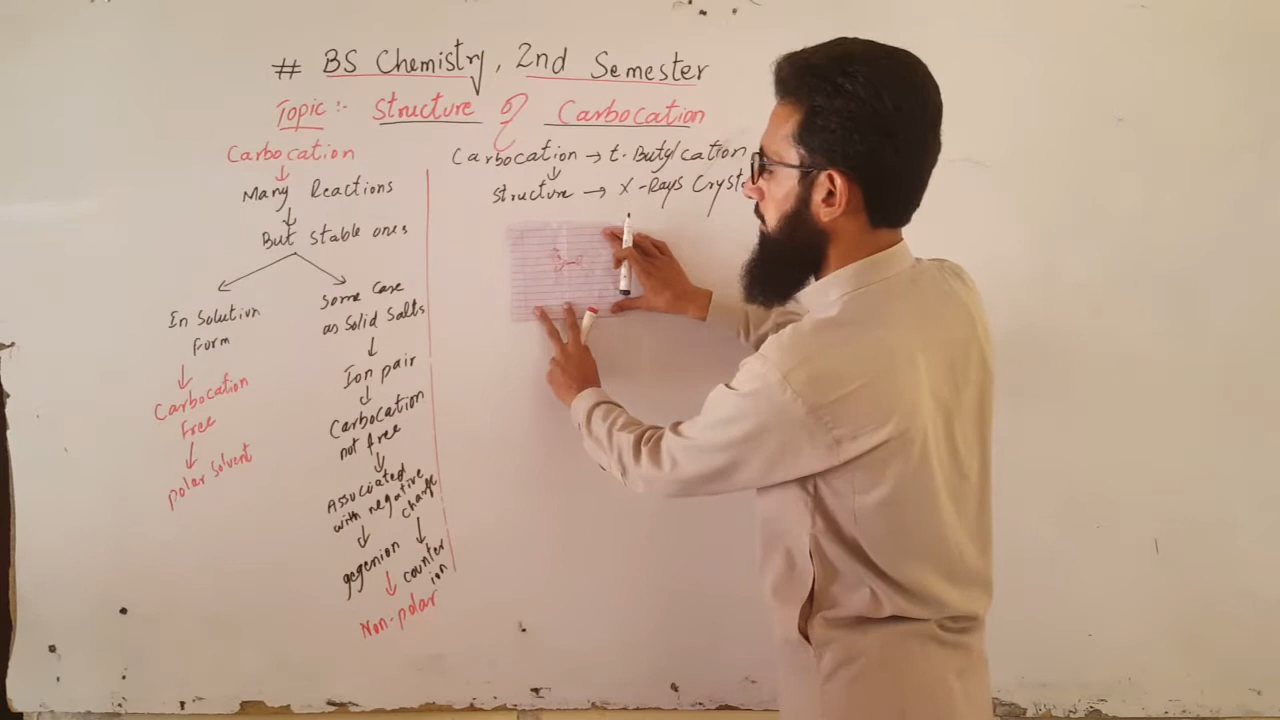 # BS Chemistry, 2nd Semester
Topic :- Structure of Carbocation
Carbocation
Many Reactions
But stable ones
In Solution
form
Carbocation
free
polar solvent
Some Case
as Solid Salts
Ion pair
Carbocation
not free
Associated
with negative
charge
gegenion
counter
ion
Non-polar
Carbocation → t.Butyl cation
Structure → X-Rays Cryst